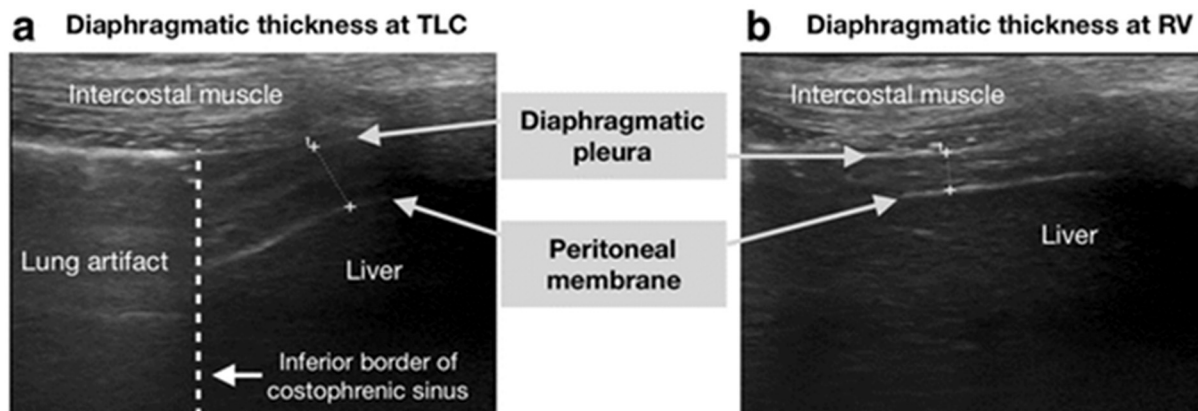 a Diaphragmatic thickness at TLC
Intercostal muscle
Lung artifact
Liver
Inferior border of
costophrenic sinus
Diaphragmatic
pleura
Peritoneal
membrane
b Diaphragmatic thickness at RV
Intercostal muscle
Liver